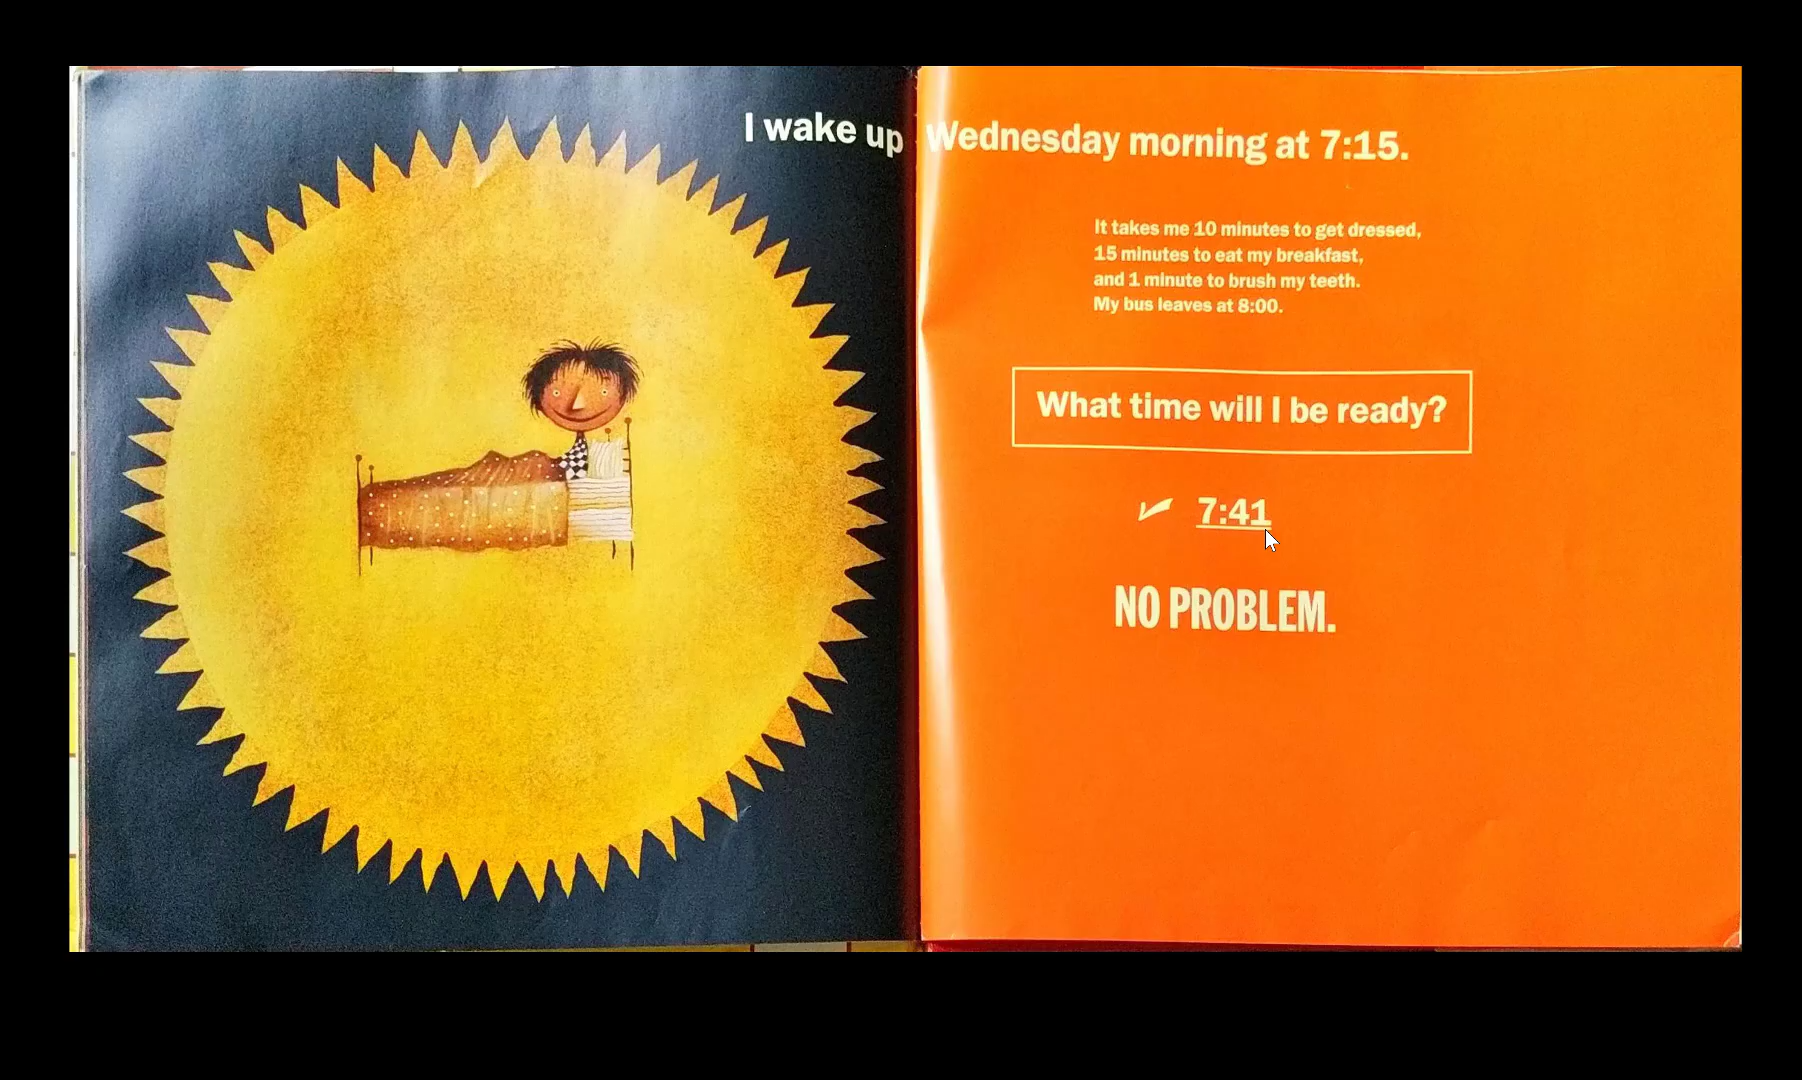 I wake up Wednesday morning at 7:15.
It takes me 10 minutes to get dressed,
15 minutes to eat my breakfast,
and 1 minute to brush my teeth.
My bus leaves at 8:00.
What time will I be ready?
✓ 7:41
NO PROBLEM.